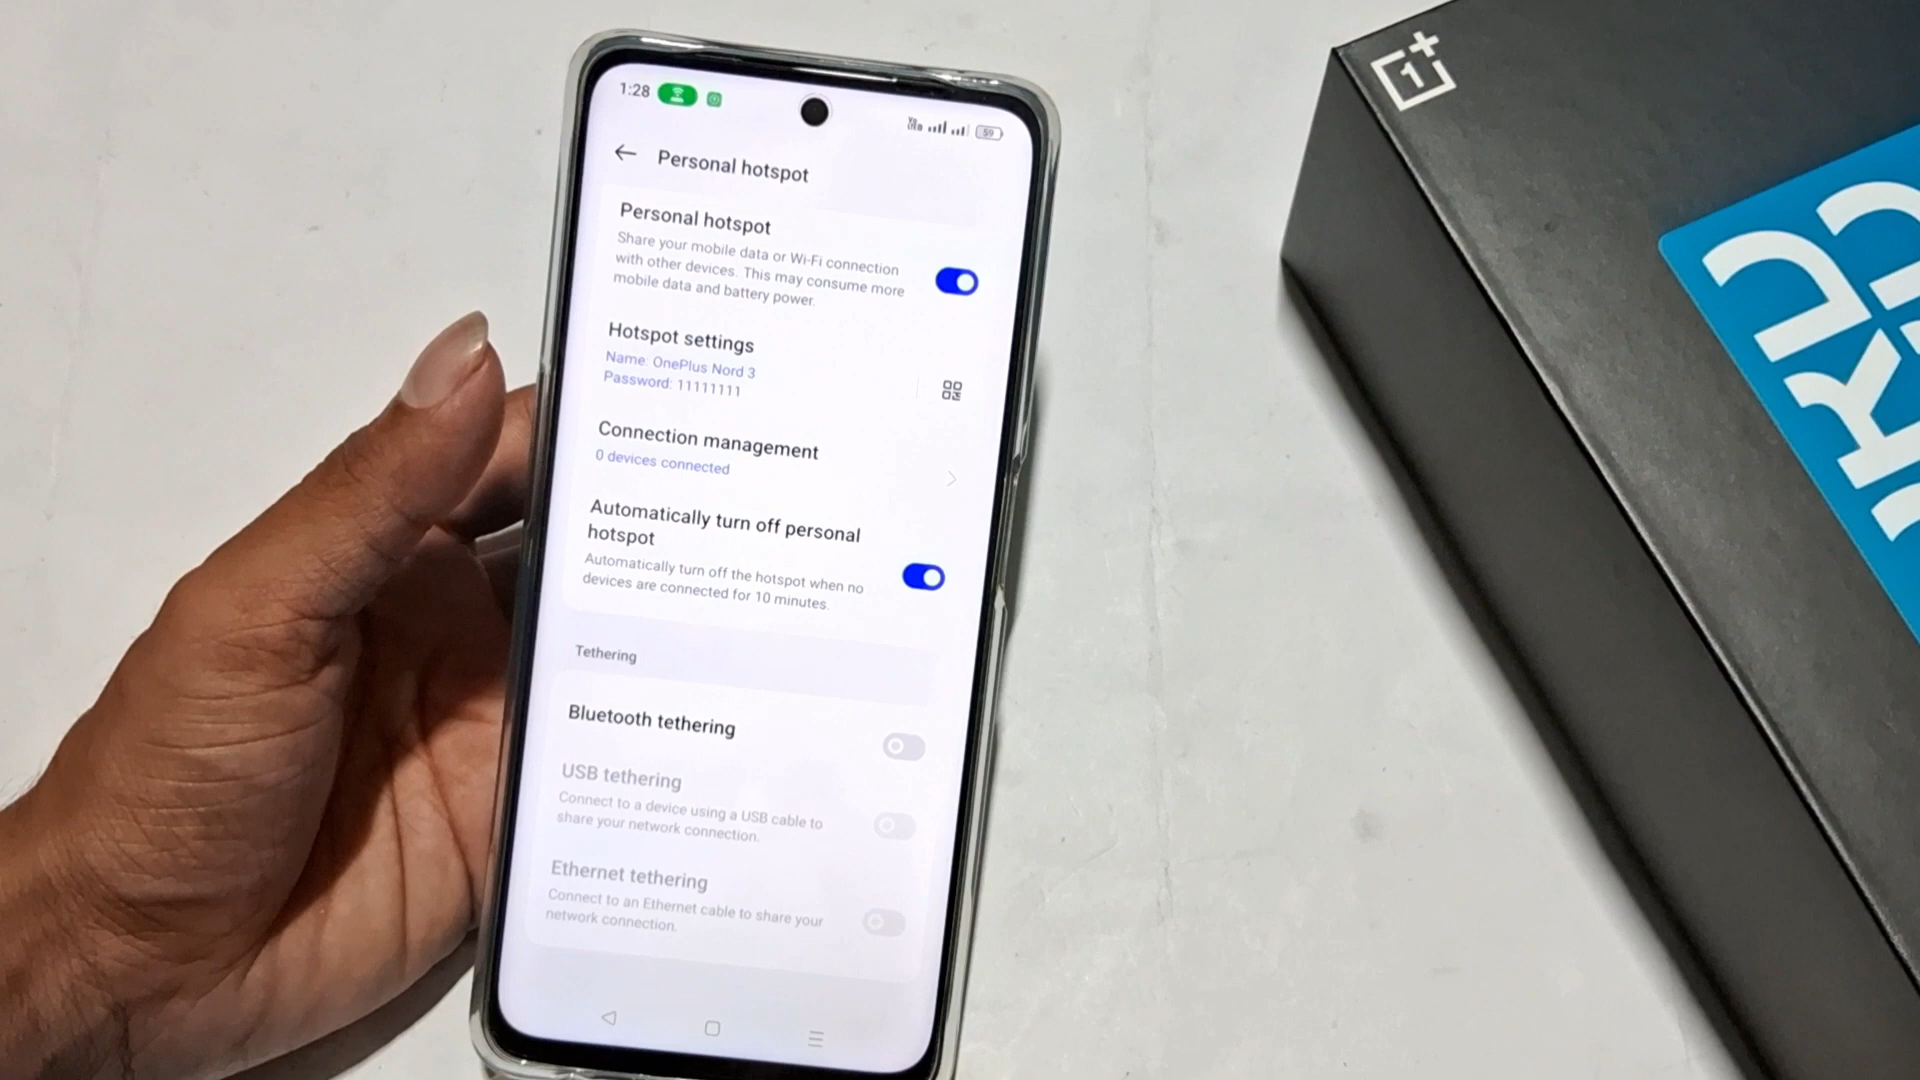 1:28
Vo
LTE
59
Personal hotspot
Personal hotspot
Share your mobile data or Wi-Fi connection
with other devices. This may consume more
mobile data and battery power.
Hotspot settings
Name: OnePlus Nord 3
Password: 11111111
Connection management
0 devices connected
Automatically turn off personal
hotspot
Automatically turn off the hotspot when no
devices are connected for 10 minutes.
Tethering
Bluetooth tethering
USB tethering
Connect to a device using a USB cable to
share your network connection.
Ethernet tethering
Connect to an Ethernet cable to share your
network connection.
1+